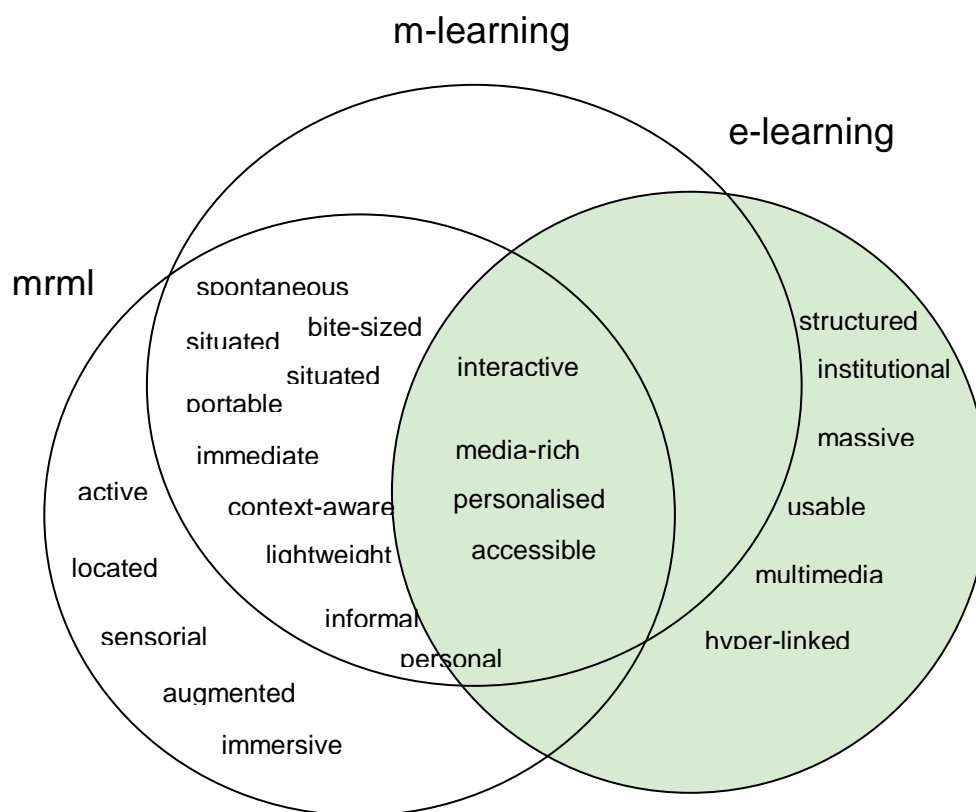 m-learning
e-learning
mrml
spontaneous
bite-sized
situated
situated
portable
immediate
context-aware
lightweight
informal
personal
active
located
sensorial
augmented
immersive
interactive
media-rich
personalised
accessible
structured
institutional
massive
usable
multimedia
hyper-linked